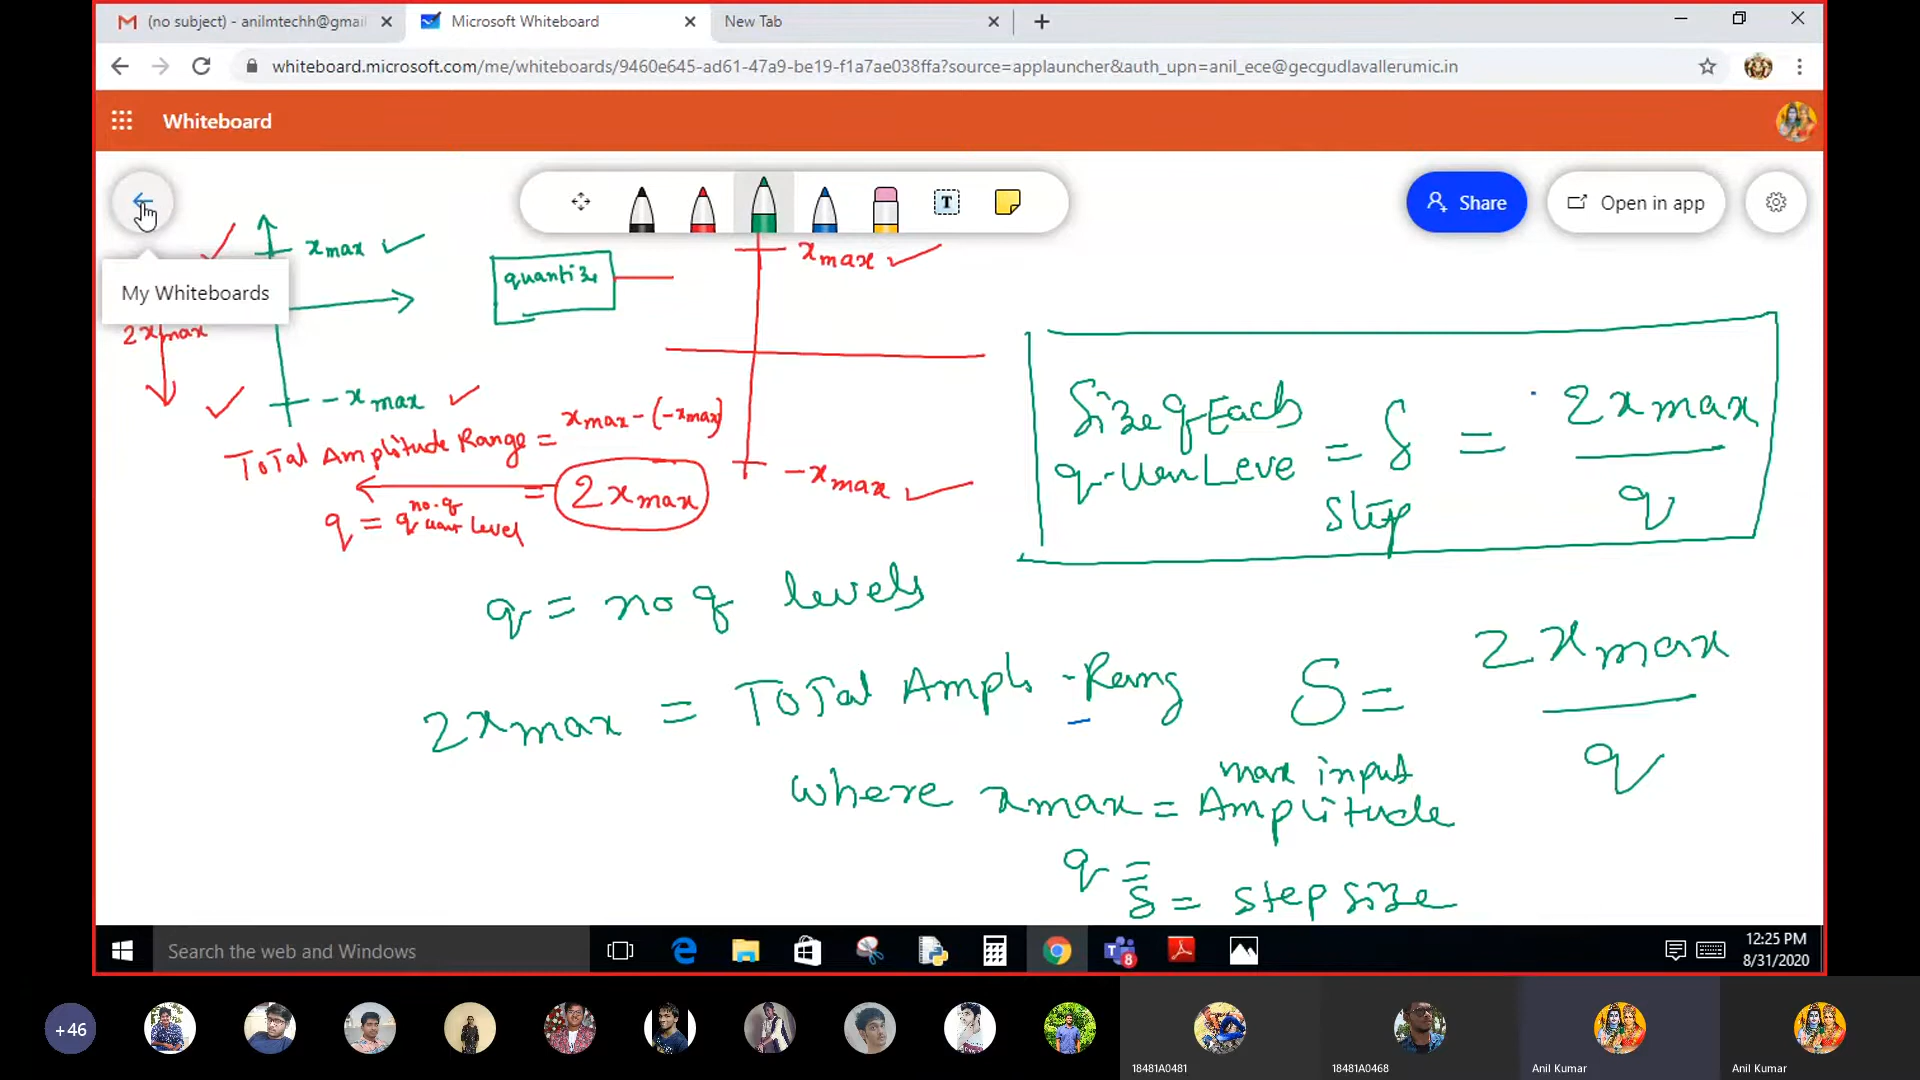 (no subject) - anilmtechh@gmai
Microsoft Whiteboard
New Tab
whiteboard.microsoft.com/me/whiteboards/9460e645-ad61-47a9-be19-f1a7ae038ffa?source=applauncher&auth_upn=anil_ece@gecgudlavallerumic.in
Whiteboard
T
Share
Open in app
My Whiteboards
xmax
quantize
xmax
2xmax
-xmax
Total Amplitude Range = xmax-(-xmax)
= 2xmax
-xmax
q = no.of quan level
Size of Each
q-uan Leve = δ = 2xmax / q
step
q = no of levels
2xmax = Total Ampli-Rang
δ = 2xmax / q
where xmax = max input Amplitude
q =
δ = step size
Search the web and Windows
8
12:25 PM
8/31/2020
+46
18481A0481
18481A0468
Anil Kumar
Anil Kumar